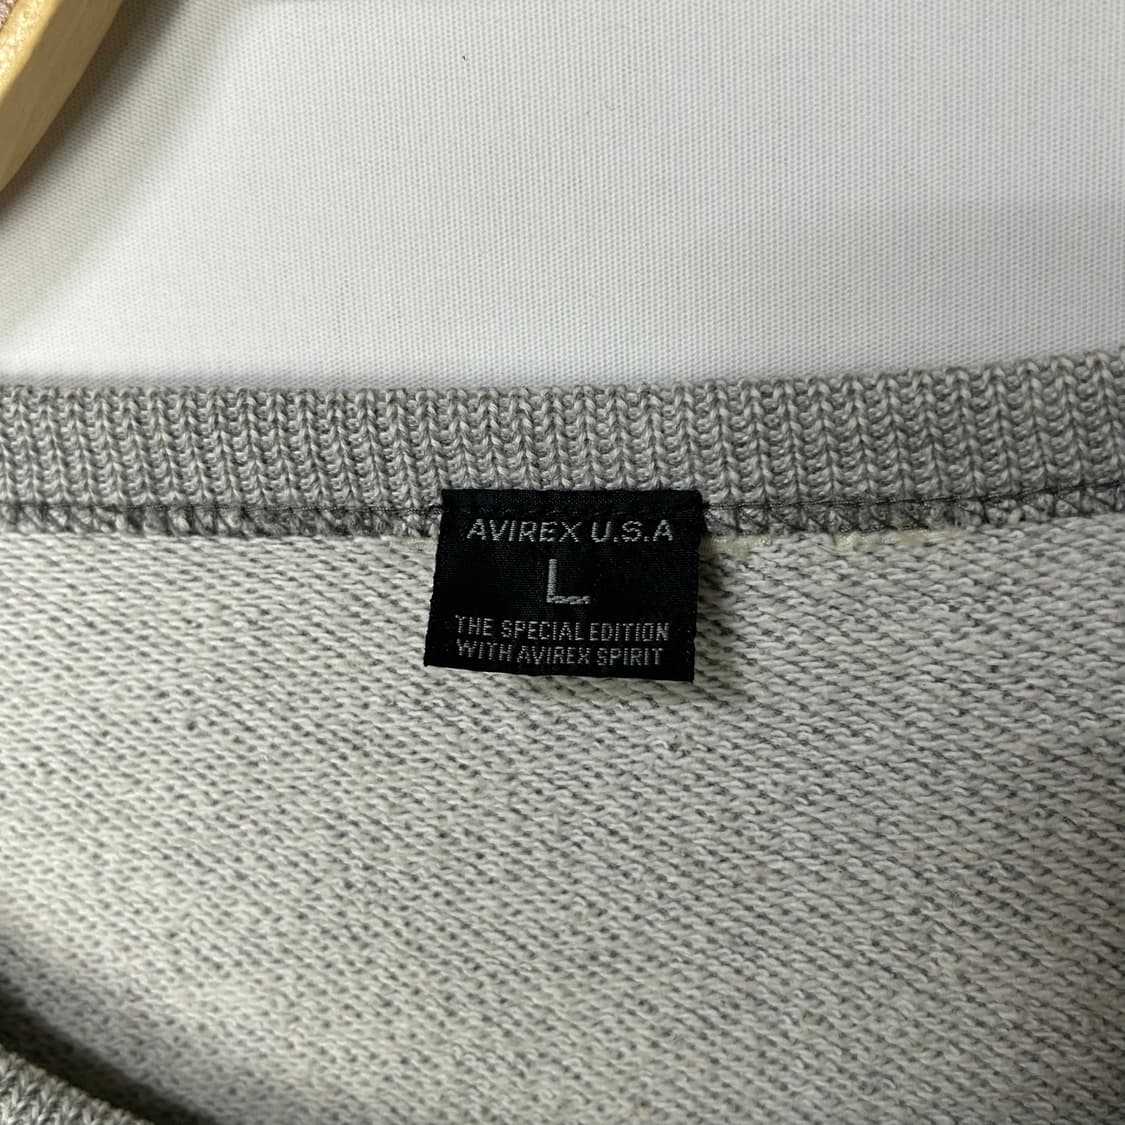 AVIREX U.S.A
L
THE SPECIAL EDITION
WITH AVIREX SPIRIT